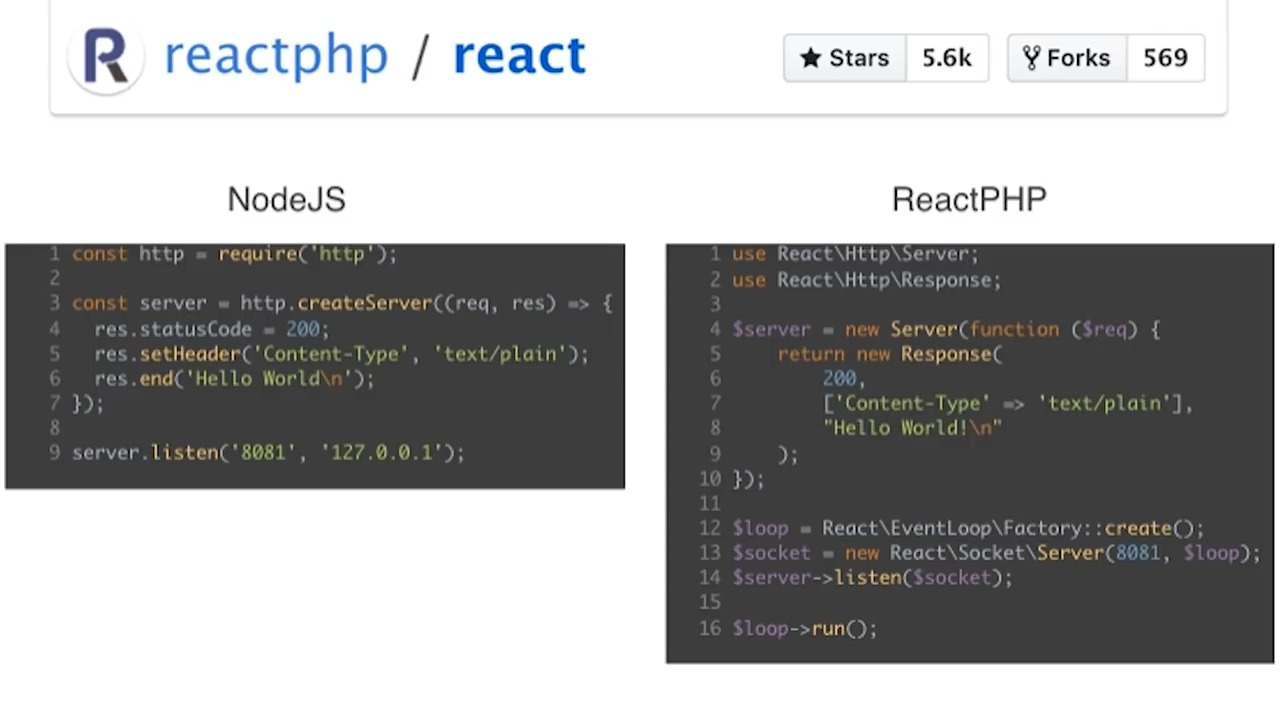 reactphp / react
Stars 5.6k
Forks 569
NodeJS
1 const http = require('http');
2
3 const server = http.createServer((req, res) => {
4   res.statusCode = 200;
5   res.setHeader('Content-Type', 'text/plain');
6   res.end('Hello World\n');
7 });
8
9 server.listen('8081', '127.0.0.1');
ReactPHP
1 use React\Http\Server;
2 use React\Http\Response;
3
4 $server = new Server(function ($req) {
5     return new Response(
6         200,
7         ['Content-Type' => 'text/plain'],
8         "Hello World!\n"
9     );
10 });
11
12 $loop = React\EventLoop\Factory::create();
13 $socket = new React\Socket\Server(8081, $loop);
14 $server->listen($socket);
15
16 $loop->run();